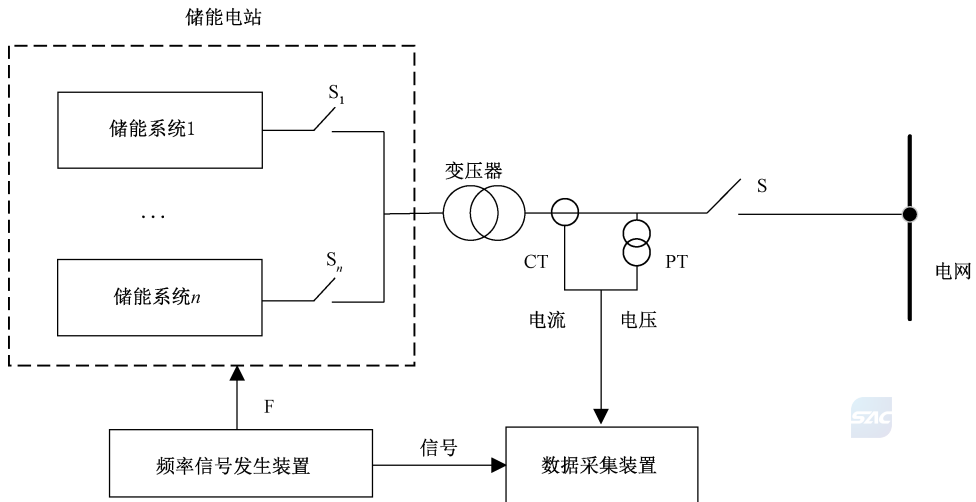 储能电站
储能系统1
S1
...
储能系统n
Sn
变压器
S
CT
PT
电流
电压
电网
F
频率信号发生装置
信号
数据采集装置
SAC